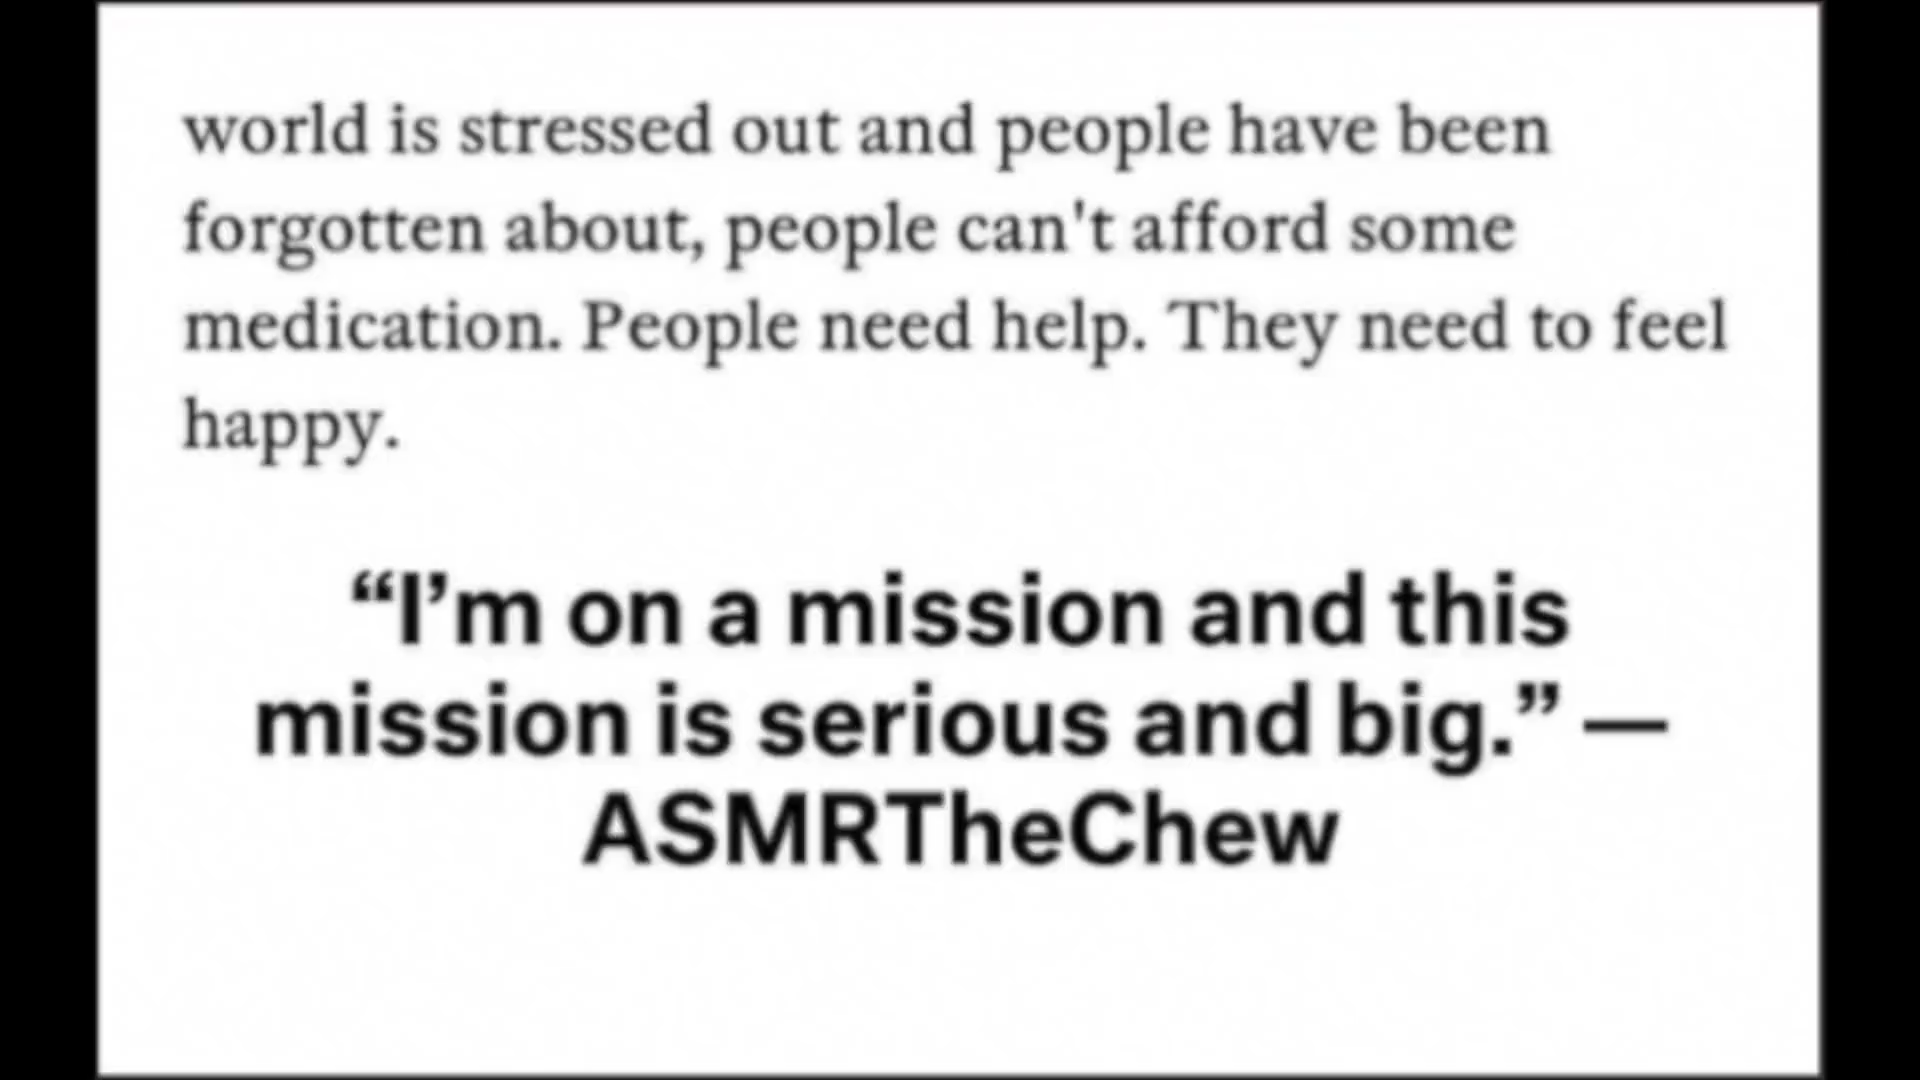 world is stressed out and people have been
forgotten about, people can't afford some
medication. People need help. They need to feel
happy.
“I’m on a mission and this
mission is serious and big.” —
ASMRTheChew